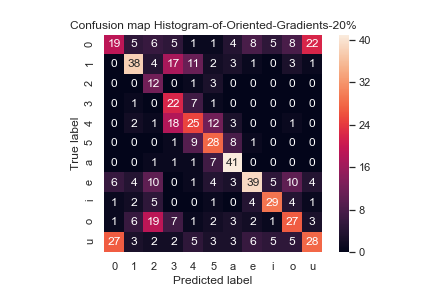 Confusion map Histogram-of-Oriented-Gradients-20%
0 19 5 6 5 1 1 4 8 5 8 22
1 0 38 4 17 11 2 3 1 0 3 1
2 0 0 12 0 1 3 0 0 0 0 0
3 0 1 0 22 7 1 0 0 0 0 0
4 0 2 1 18 25 12 3 0 0 1 0
5 0 0 0 1 9 28 8 1 0 0 0
a 0 0 1 1 1 7 41 0 0 0 0
e 6 4 10 0 1 4 3 39 5 10 4
i 1 2 5 0 0 1 0 4 29 4 1
o 1 6 19 7 1 2 3 2 1 27 3
u 27 3 2 2 5 3 3 6 5 5 28
0 1 2 3 4 5 a e i o u
Predicted label
True label
40
32
24
16
8
0